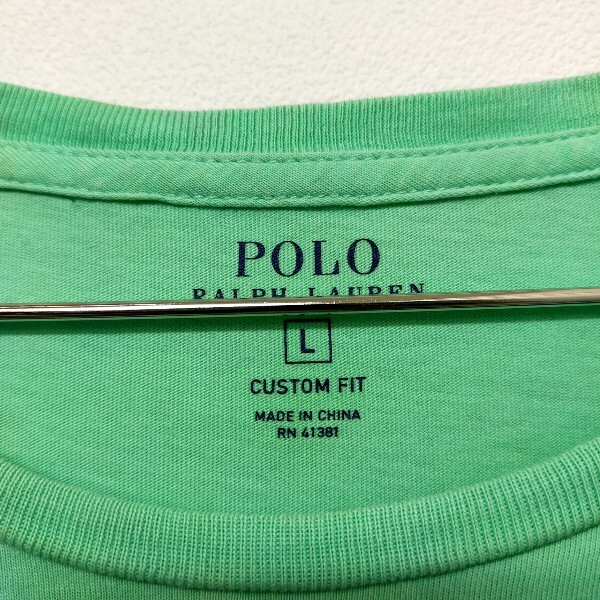 POLO
RALPH LAUREN
L
CUSTOM FIT
MADE IN CHINA
RN 41381